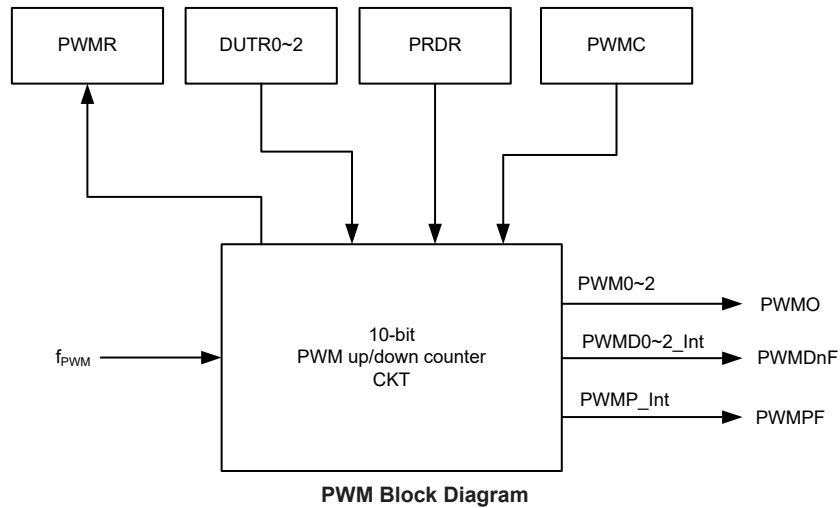 PWMR
DUTR0~2
PRDR
PWMC
PWM0~2
PWMO
10-bit
PWM up/down counter
CKT
fPWM
PWMD0~2_Int
PWMDnF
PWMP_Int
PWMPF
PWM Block Diagram